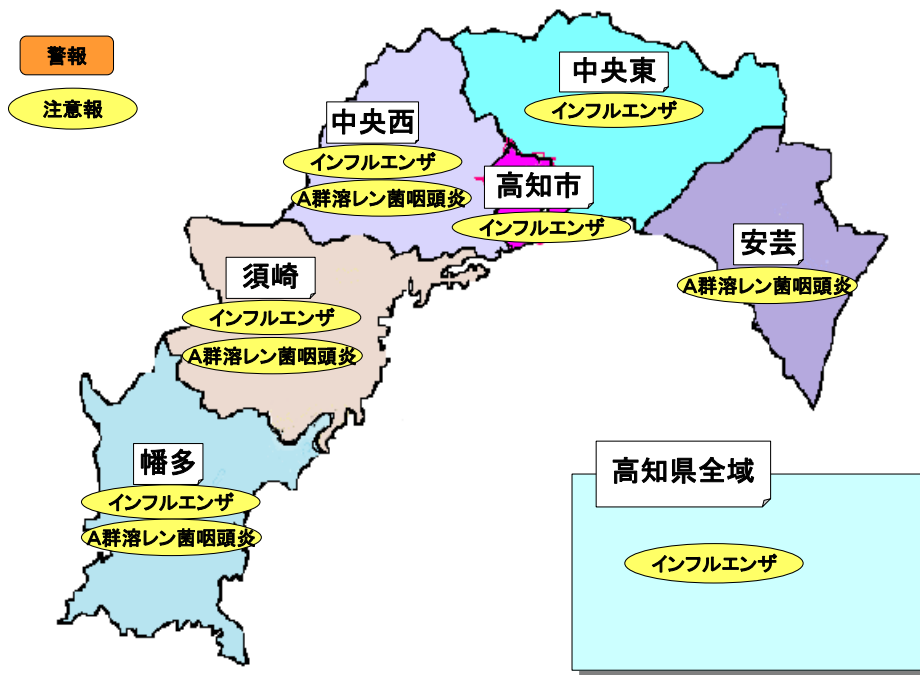 警報
注意報
中央東
インフルエンザ
中央西
インフルエンザ
A群溶レン菌咽頭炎
高知市
インフルエンザ
安芸
A群溶レン菌咽頭炎
須崎
インフルエンザ
A群溶レン菌咽頭炎
幡多
インフルエンザ
A群溶レン菌咽頭炎
高知県全域
インフルエンザ